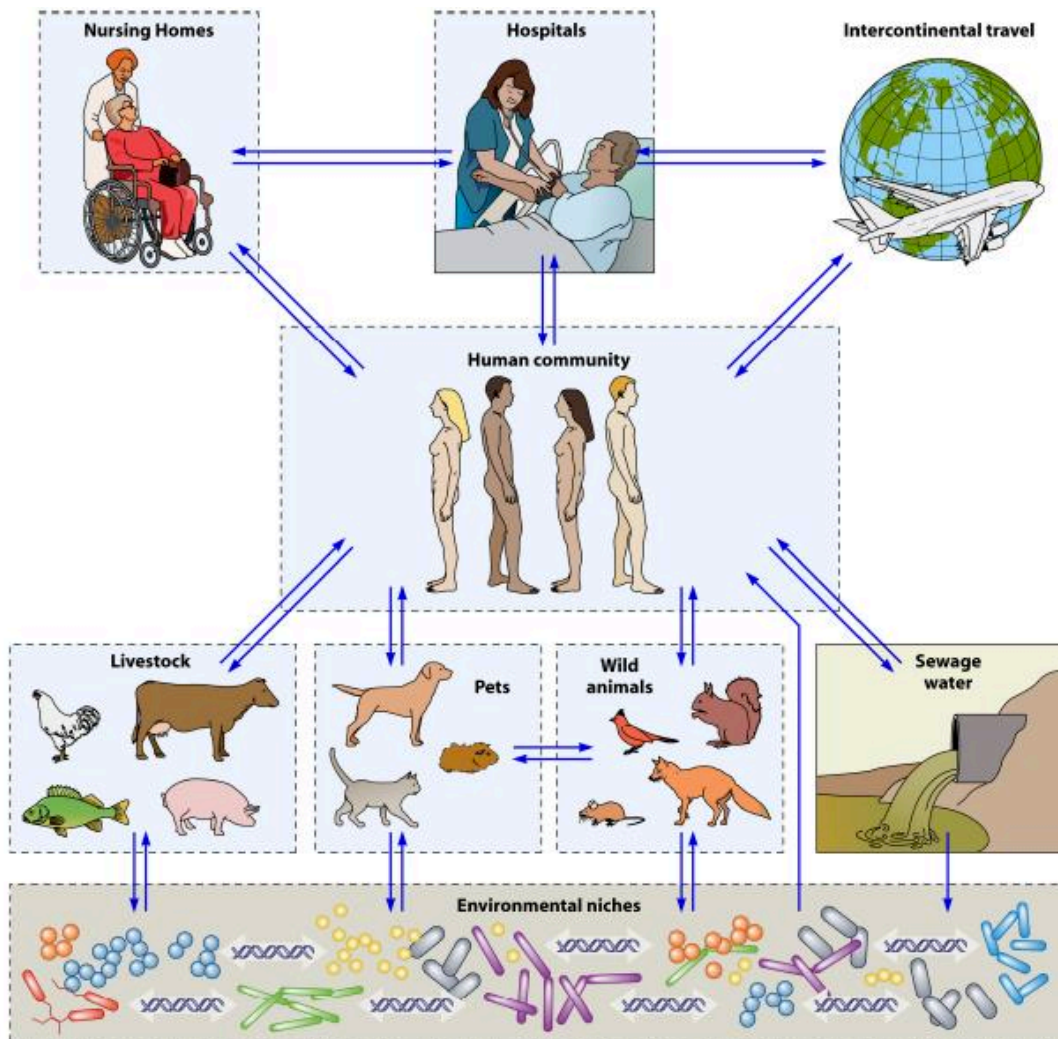 Nursing Homes
Hospitals
Intercontinental travel
Human community
Livestock
Pets
Wild
animals
Sewage
water
Environmental niches